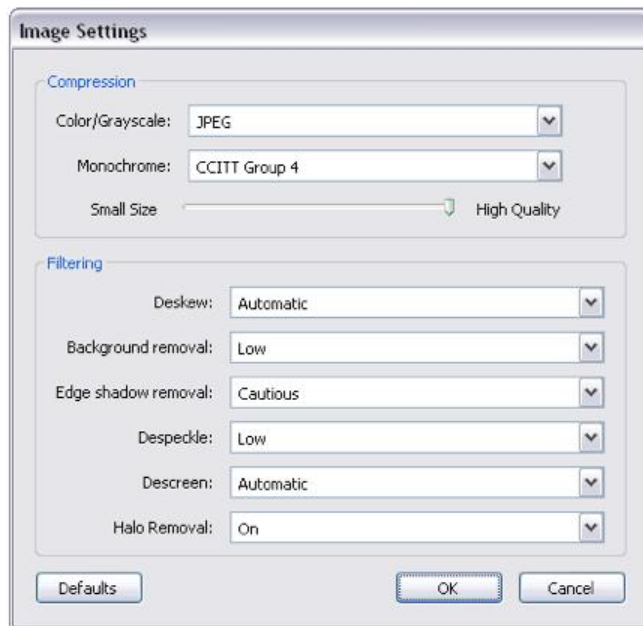 Image Settings
Compression
Color/Grayscale: JPEG
Monochrome: CCITT Group 4
Small Size High Quality
Filtering
Deskew: Automatic
Background removal: Low
Edge shadow removal: Cautious
Despeckle: Low
Descreen: Automatic
Halo Removal: On
Defaults OK Cancel